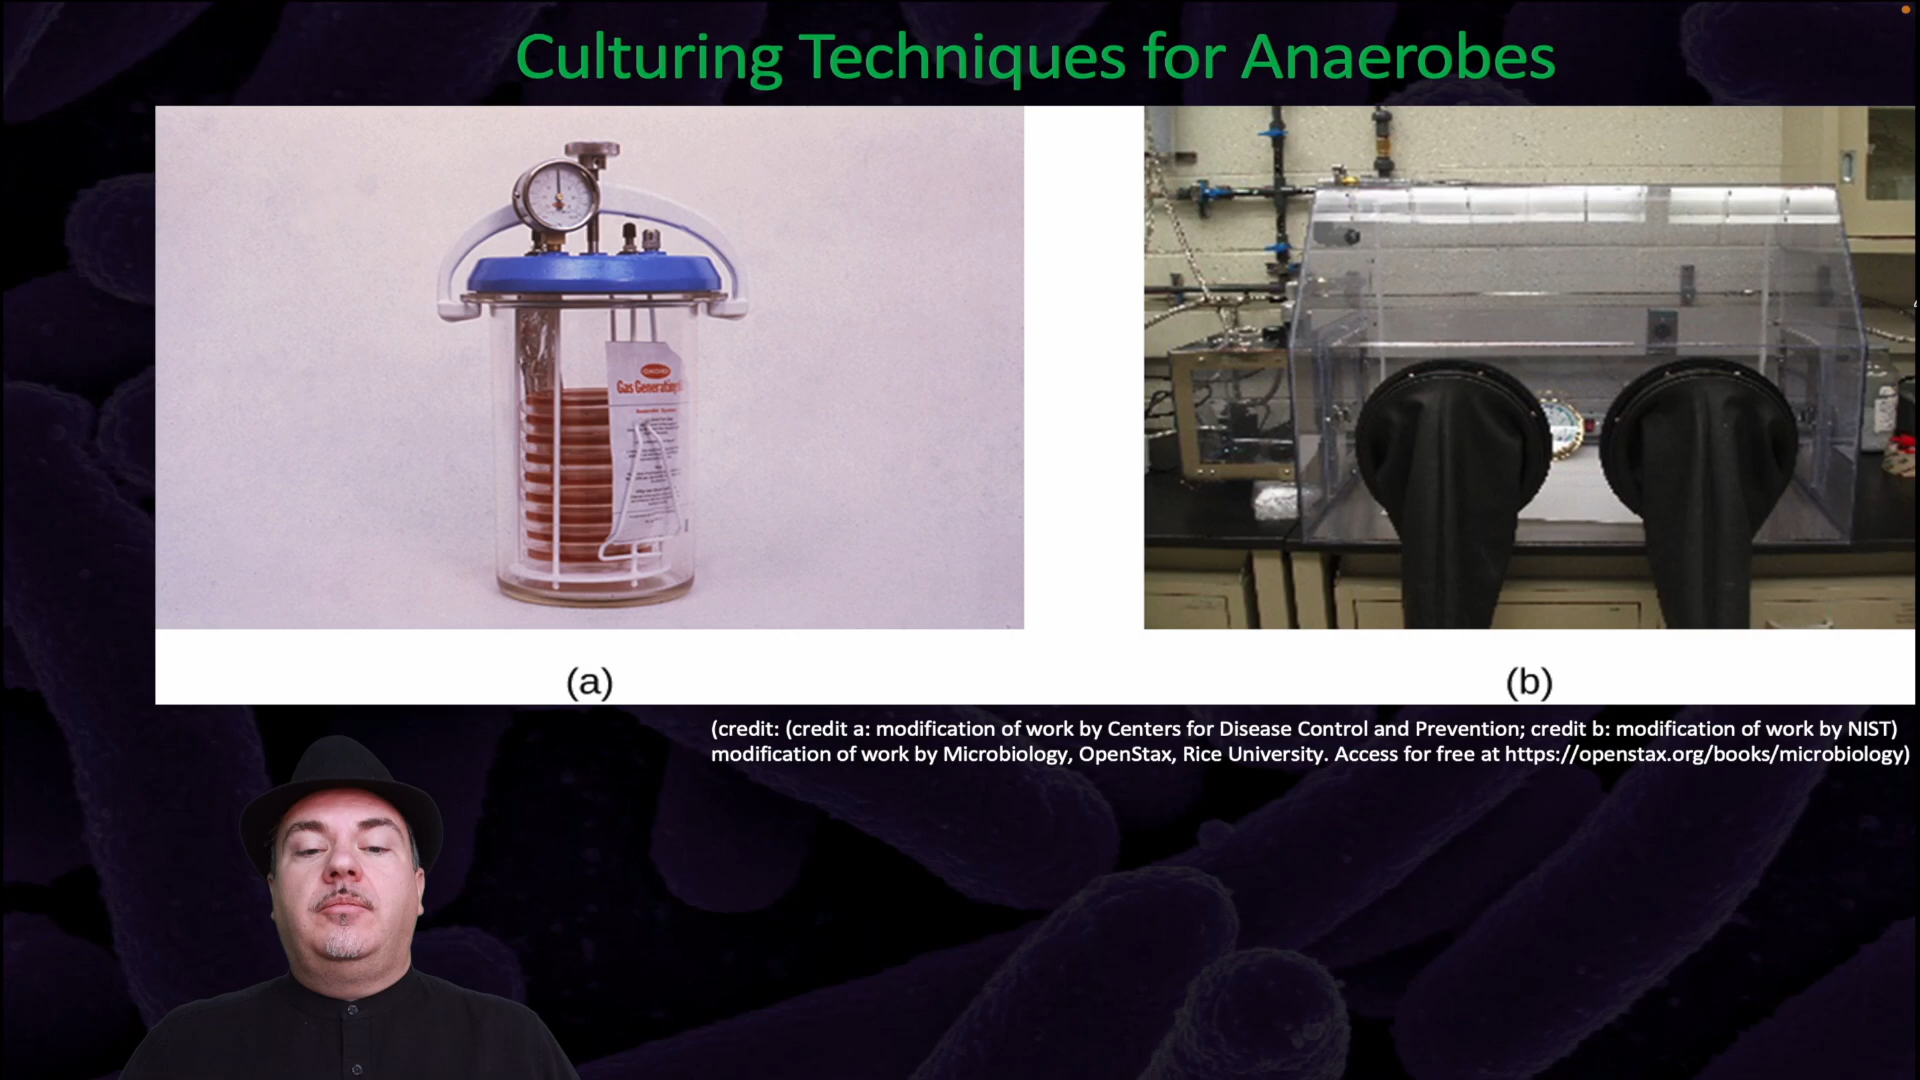 Culturing Techniques for Anaerobes
OXOID
Gas Generating
(a)
(b)
(credit: (credit a: modification of work by Centers for Disease Control and Prevention; credit b: modification of work by NIST)
modification of work by Microbiology, OpenStax, Rice University. Access for free at https://openstax.org/books/microbiology)